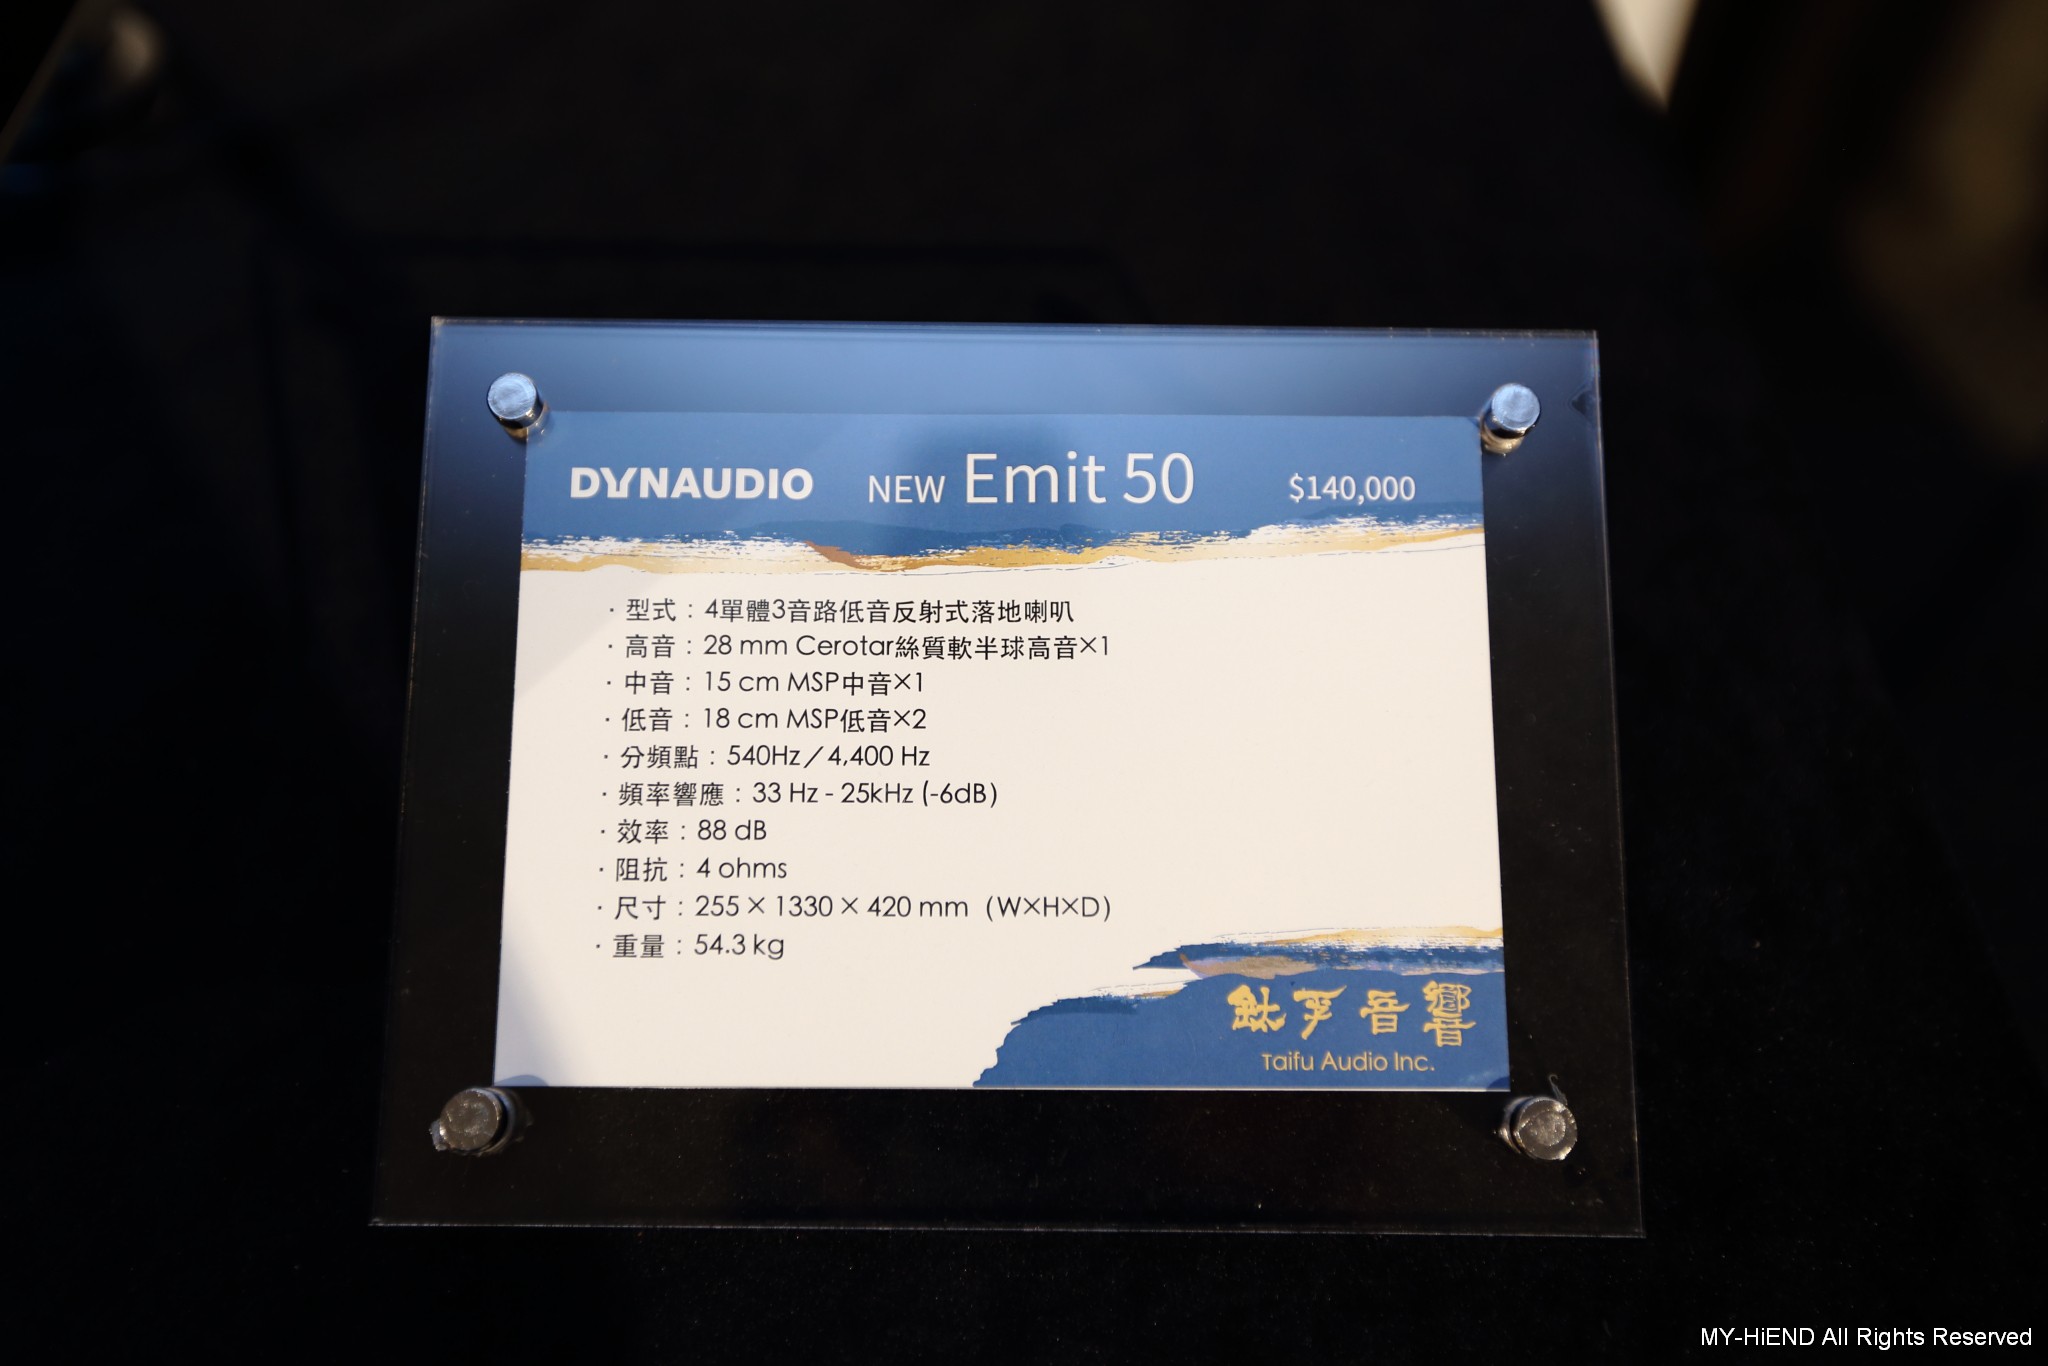 DYNAUDIO NEW Emit 50 $140,000
· 型式：4單體3音路低音反射式落地喇叭
· 高音：28 mm Cerotar絲質軟半球高音×1
· 中音：15 cm MSP中音×1
· 低音：18 cm MSP低音×2
· 分頻點：540Hz／4,400 Hz
· 頻率響應：33 Hz - 25kHz (-6dB)
· 效率：88 dB
· 阻抗：4 ohms
· 尺寸：255 × 1330 × 420 mm（W×H×D）
· 重量：54.3 kg
鈦孚音響
Taifu Audio Inc.
MY-HiEND All Rights Reserved